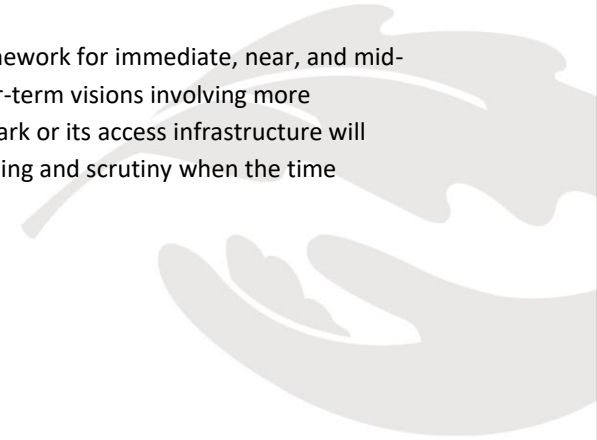 nework for immediate, near, and mid-
r-term visions involving more
ark or its access infrastructure will
ing and scrutiny when the time